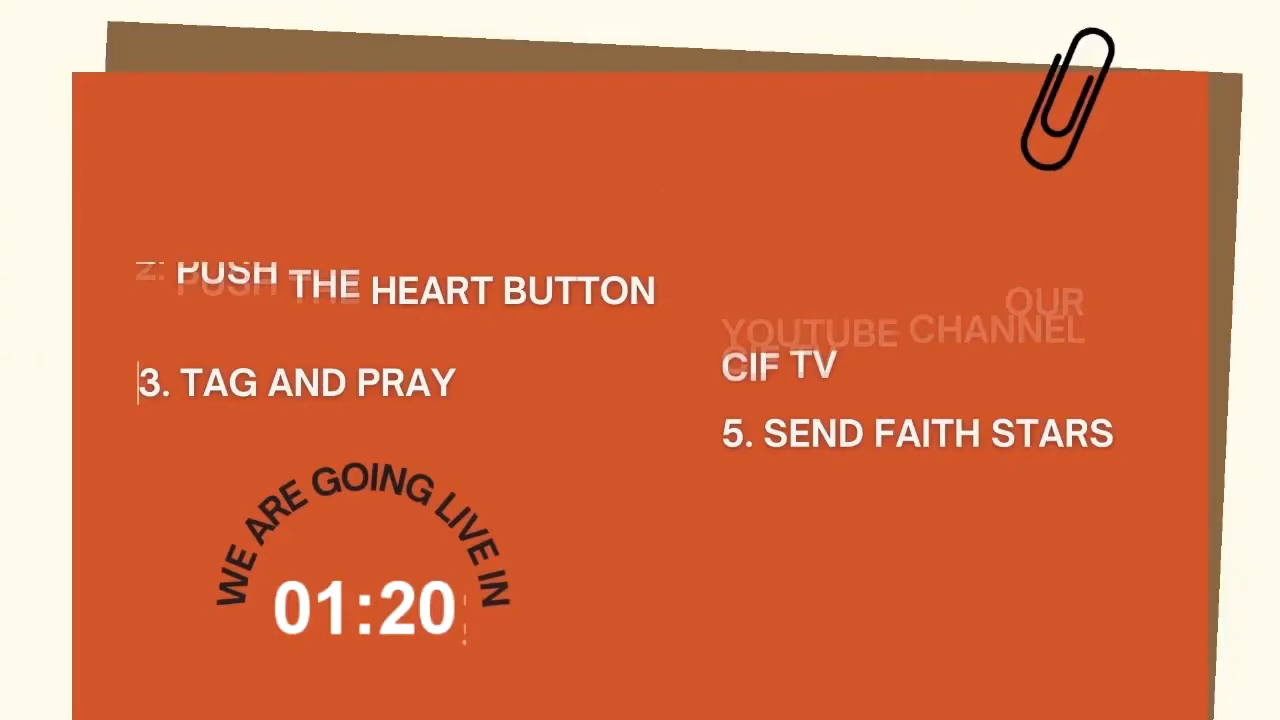 2. PUSH THE HEART BUTTON
3. TAG AND PRAY
OUR
YOUTUBE CHANNEL
CIF TV
5. SEND FAITH STARS
WE ARE GOING LIVE IN
01:20